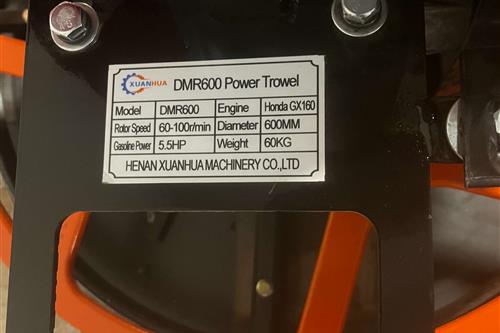 XUANHUA DMR600 Power Trowel
Model DMR600 Engine Honda GX160
Rotor Speed 60-100r/min Diameter 600MM
Gasoline Power 5.5HP Weight 60KG
HENAN XUANHUA MACHINERY CO.,LTD